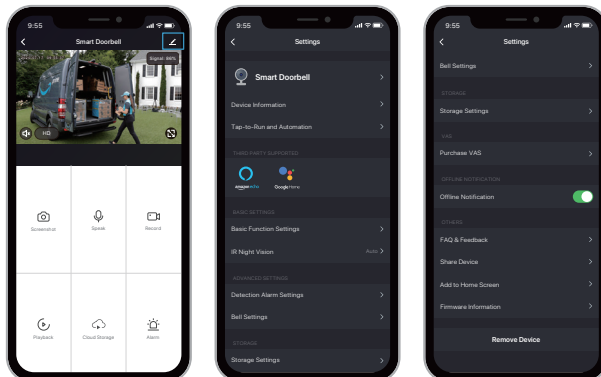 9:55
Smart Doorbell
Signal: 86%
HD
Screenshot
Speak
Record
Playback
Cloud Storage
Alarm
9:55
Settings
Smart Doorbell
Device Information
Tap-to-Run and Automation
THIRD-PARTY SUPPORTED
amazon alexa
Google Home
BASIC SETTINGS
Basic Function Settings
IR Night Vision
Auto
ADVANCED SETTINGS
Detection Alarm Settings
Bell Settings
STORAGE
Storage Settings
9:55
Settings
Bell Settings
STORAGE
Storage Settings
VAS
Purchase VAS
OFFLINE NOTIFICATION
Offline Notification
OTHERS
FAQ & Feedback
Share Device
Add to Home Screen
Firmware Information
Remove Device